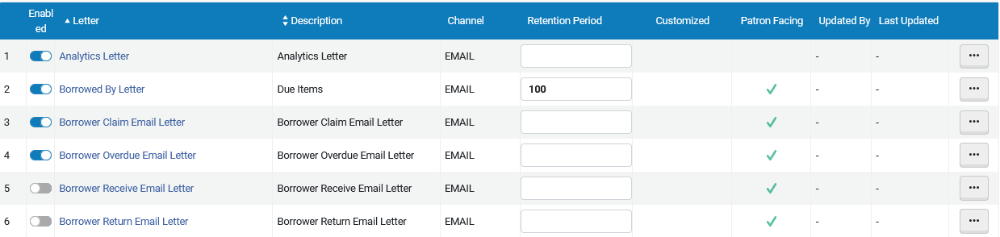 Enabl
ed Letter Description Channel Retention Period Customized Patron Facing Updated By Last Updated
1 Analytics Letter Analytics Letter EMAIL - -
2 Borrowed By Letter Due Items EMAIL 100 - -
3 Borrower Claim Email Letter Borrower Claim Email Letter EMAIL - -
4 Borrower Overdue Email Letter Borrower Overdue Email Letter EMAIL - -
5 Borrower Receive Email Letter Borrower Receive Email Letter EMAIL - -
6 Borrower Return Email Letter Borrower Return Email Letter EMAIL - -